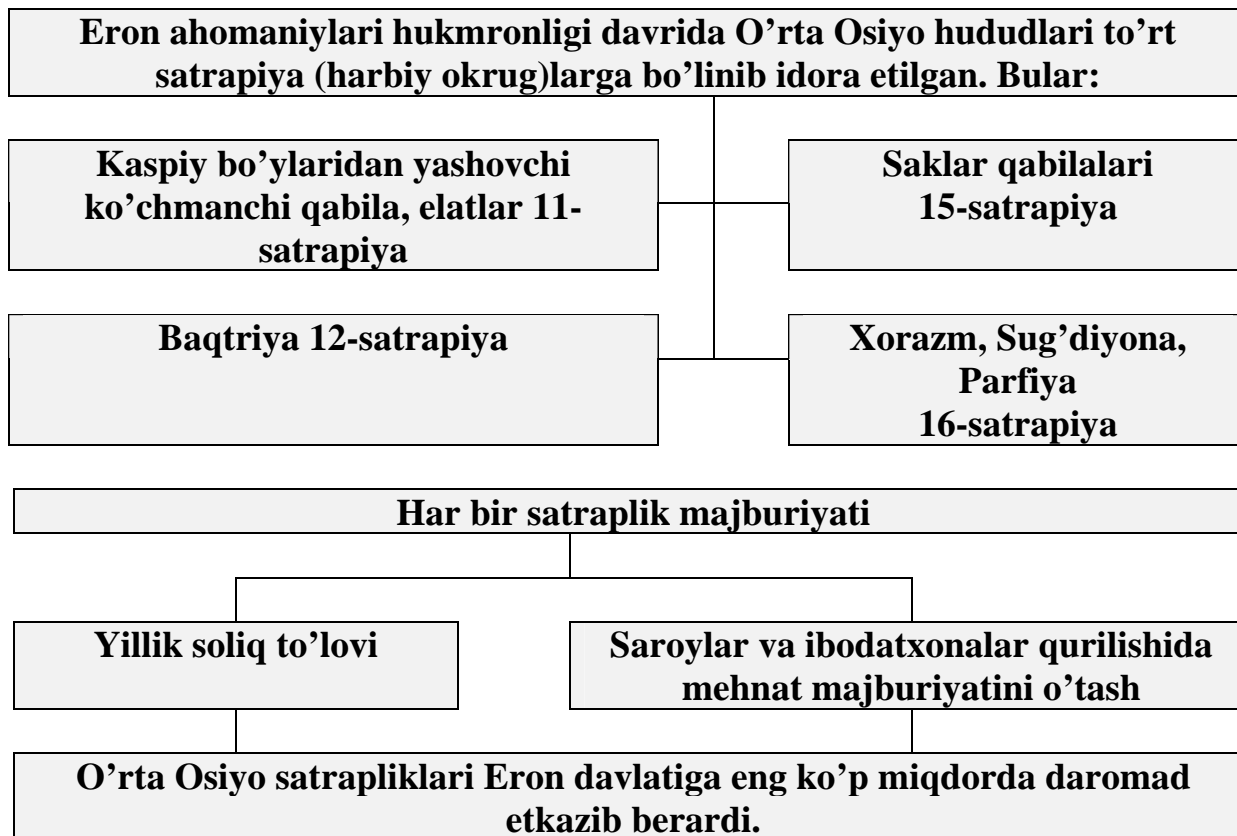 Eron ahomaniylari hukmronligi davrida O’rta Osiyo hududlari to’rt
satrapiya (harbiy okrug)larga bo’linib idora etilgan. Bular:
Kaspiy bo’ylaridan yashovchi
ko’chmanchi qabila, elatlar 11-
satrapiya
Saklar qabilalari
15-satrapiya
Baqtriya 12-satrapiya
Xorazm, Sug’diyona,
Parfiya
16-satrapiya
Har bir satraplik majburiyati
Yillik soliq to’lovi
Saroylar va ibodatxonalar qurilishida
mehnat majburiyatini o’tash
O’rta Osiyo satrapliklari Eron davlatiga eng ko’p miqdorda daromad
etkazib berardi.